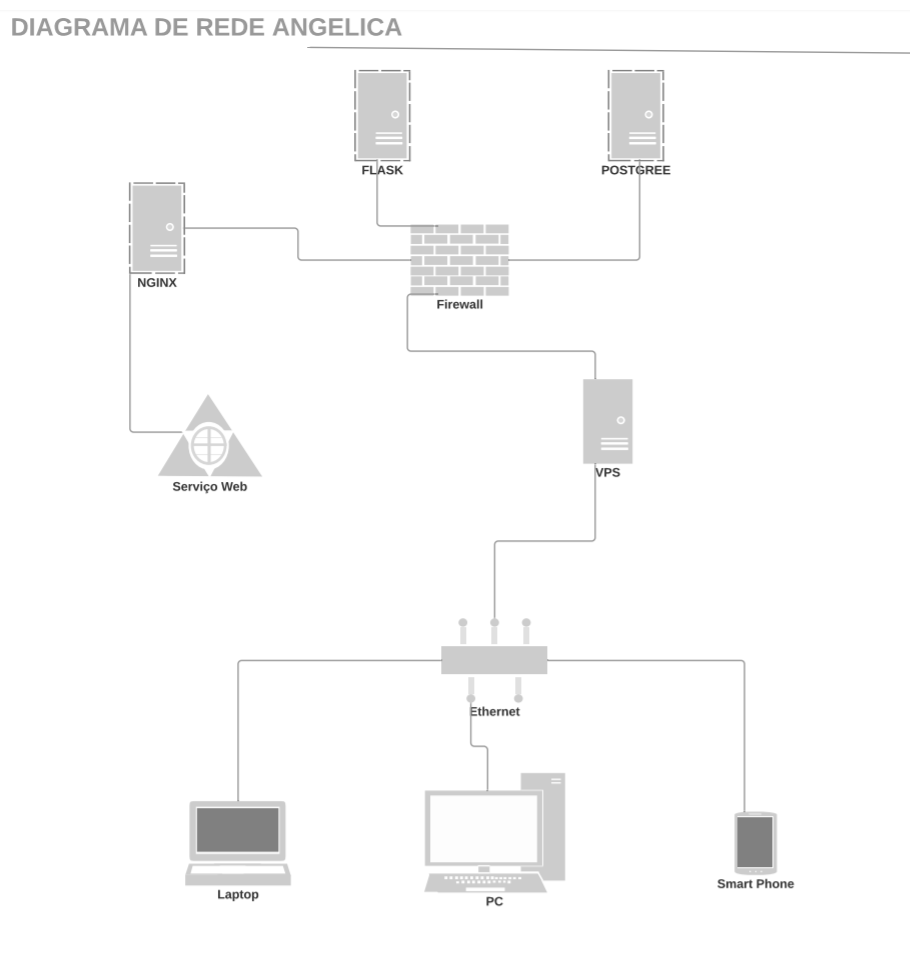 DIAGRAMA DE REDE ANGELICA
FLASK
POSTGREE
NGINX
Firewall
VPS
Serviço Web
Ethernet
Laptop
PC
Smart Phone